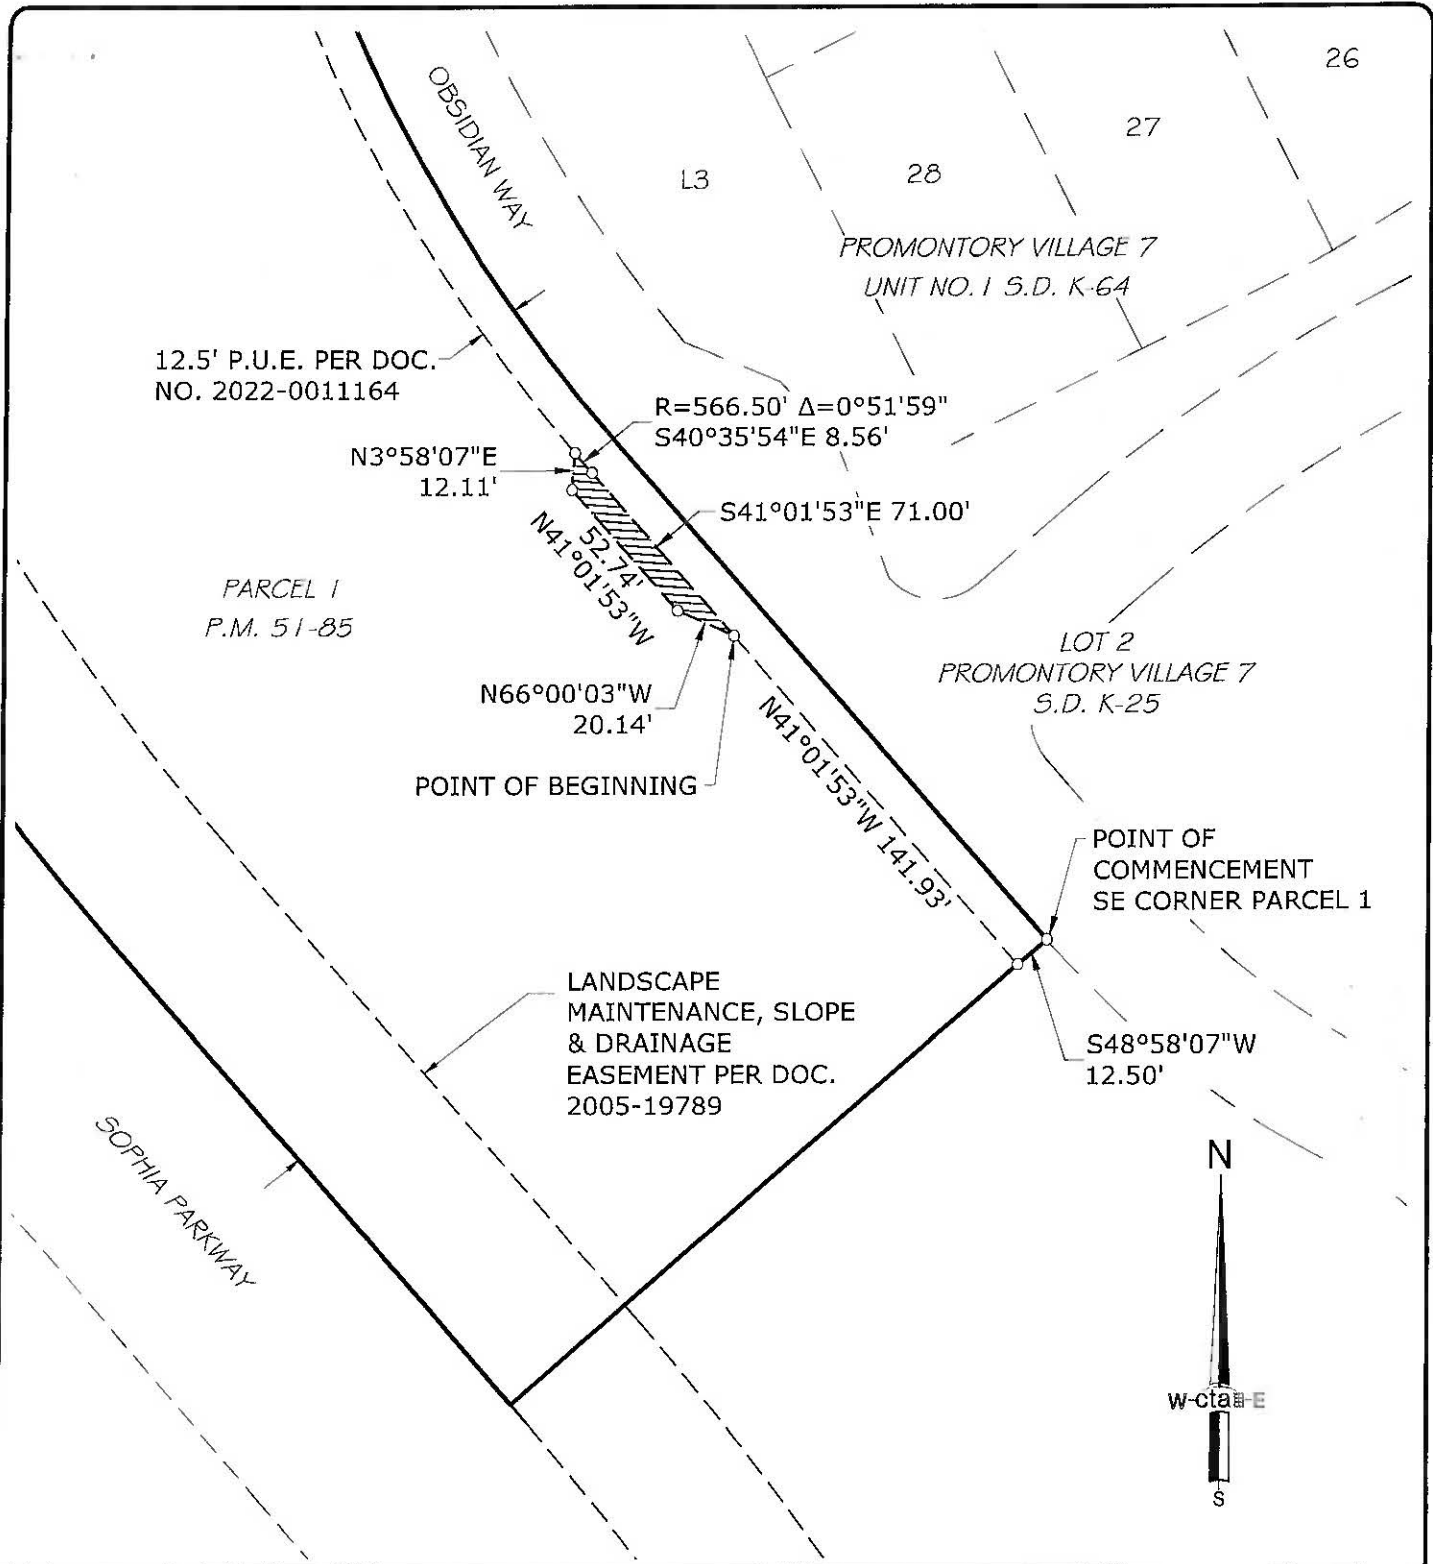 26
27
28
L3
OBSIDIAN WAY
PROMONTORY VILLAGE 7
UNIT NO. 1 S.D. K-64
12.5' P.U.E. PER DOC.
NO. 2022-0011164
R=566.50' Δ=0°51'59"
S40°35'54"E 8.56'
N3°58'07"E
12.11'
S41°01'53"E 71.00'
52.74'
N41°01'53"W
PARCEL 1
P.M. 51-85
LOT 2
PROMONTORY VILLAGE 7
S.D. K-25
N66°00'03"W
20.14'
N41°01'53"W 141.93'
POINT OF BEGINNING
POINT OF
COMMENCEMENT
SE CORNER PARCEL 1
LANDSCAPE
MAINTENANCE, SLOPE
& DRAINAGE
EASEMENT PER DOC.
2005-19789
S48°58'07"W
12.50'
SOPHIA PARKWAY
N
W-cta-E
S